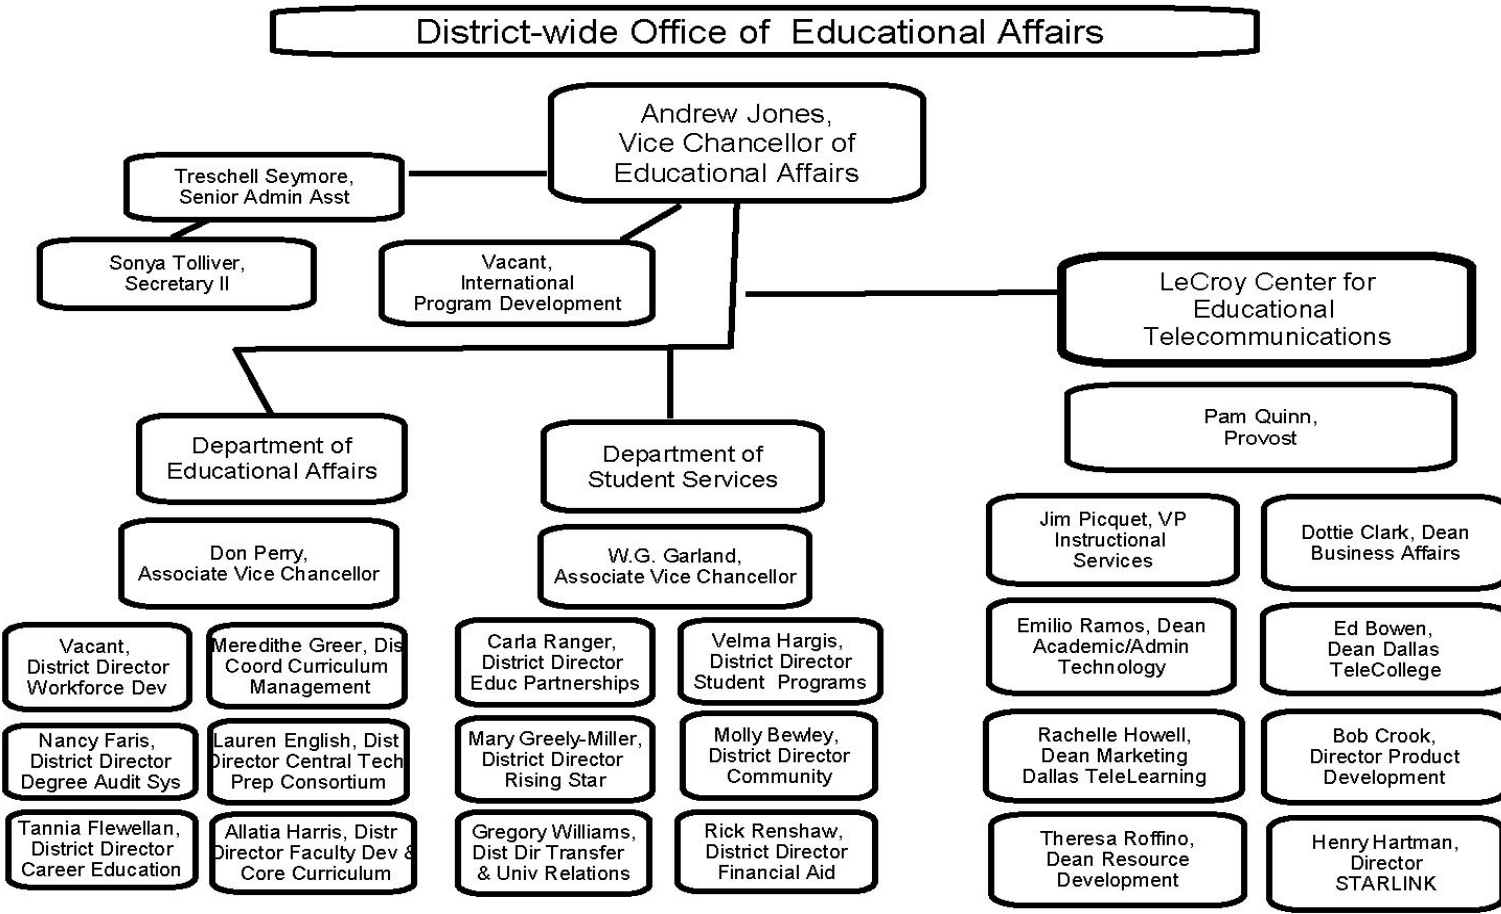 District-wide Office of Educational Affairs
Andrew Jones,
Vice Chancellor of
Educational Affairs
Treschell Seymore,
Senior Admin Asst
Sonya Tolliver,
Secretary II
Vacant,
International
Program Development
LeCroy Center for
Educational
Telecommunications
Pam Quinn,
Provost
Department of
Educational Affairs
Don Perry,
Associate Vice Chancellor
Vacant,
District Director
Workforce Dev
Meredithe Greer, Dis
Coord Curriculum
Management
Nancy Faris,
District Director
Degree Audit Sys
Lauren English, Dist
Director Central Tech
Prep Consortium
Tannia Flewellan,
District Director
Career Education
Allatia Harris, Distr
Director Faculty Dev &
Core Curriculum
Department of
Student Services
W.G. Garland,
Associate Vice Chancellor
Carla Ranger,
District Director
Educ Partnerships
Velma Hargis,
District Director
Student Programs
Mary Greely-Miller,
District Director
Rising Star
Molly Bewley,
District Director
Community
Gregory Williams,
Dist Dir Transfer
& Univ Relations
Rick Renshaw,
District Director
Financial Aid
Jim Picquet, VP
Instructional
Services
Dottie Clark, Dean
Business Affairs
Emilio Ramos, Dean
Academic/Admin
Technology
Ed Bowen,
Dean Dallas
TeleCollege
Rachelle Howell,
Dean Marketing
Dallas TeleLearning
Bob Crook,
Director Product
Development
Theresa Roffino,
Dean Resource
Development
Henry Hartman,
Director
STARLINK